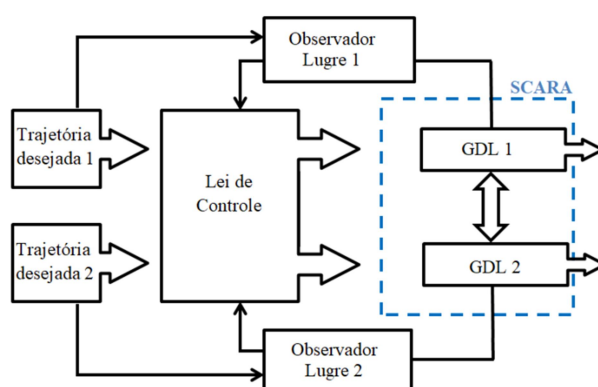 Observador
Lugre 1
SCARA
Trajetória
desejada 1
GDL 1
Lei de
Controle
Trajetória
desejada 2
GDL 2
Observador
Lugre 2